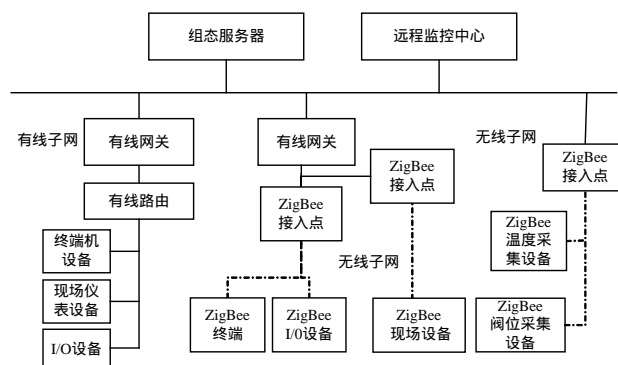 组态服务器
远程监控中心
有线子网
有线网关
有线网关
无线子网
ZigBee
接入点
ZigBee
接入点
有线路由
ZigBee
接入点
终端机
设备
ZigBee
温度采
集设备
无线子网
现场仪
表设备
ZigBee
终端
ZigBee
I/0设备
ZigBee
现场设备
ZigBee
阀位采集
设备
I/O设备